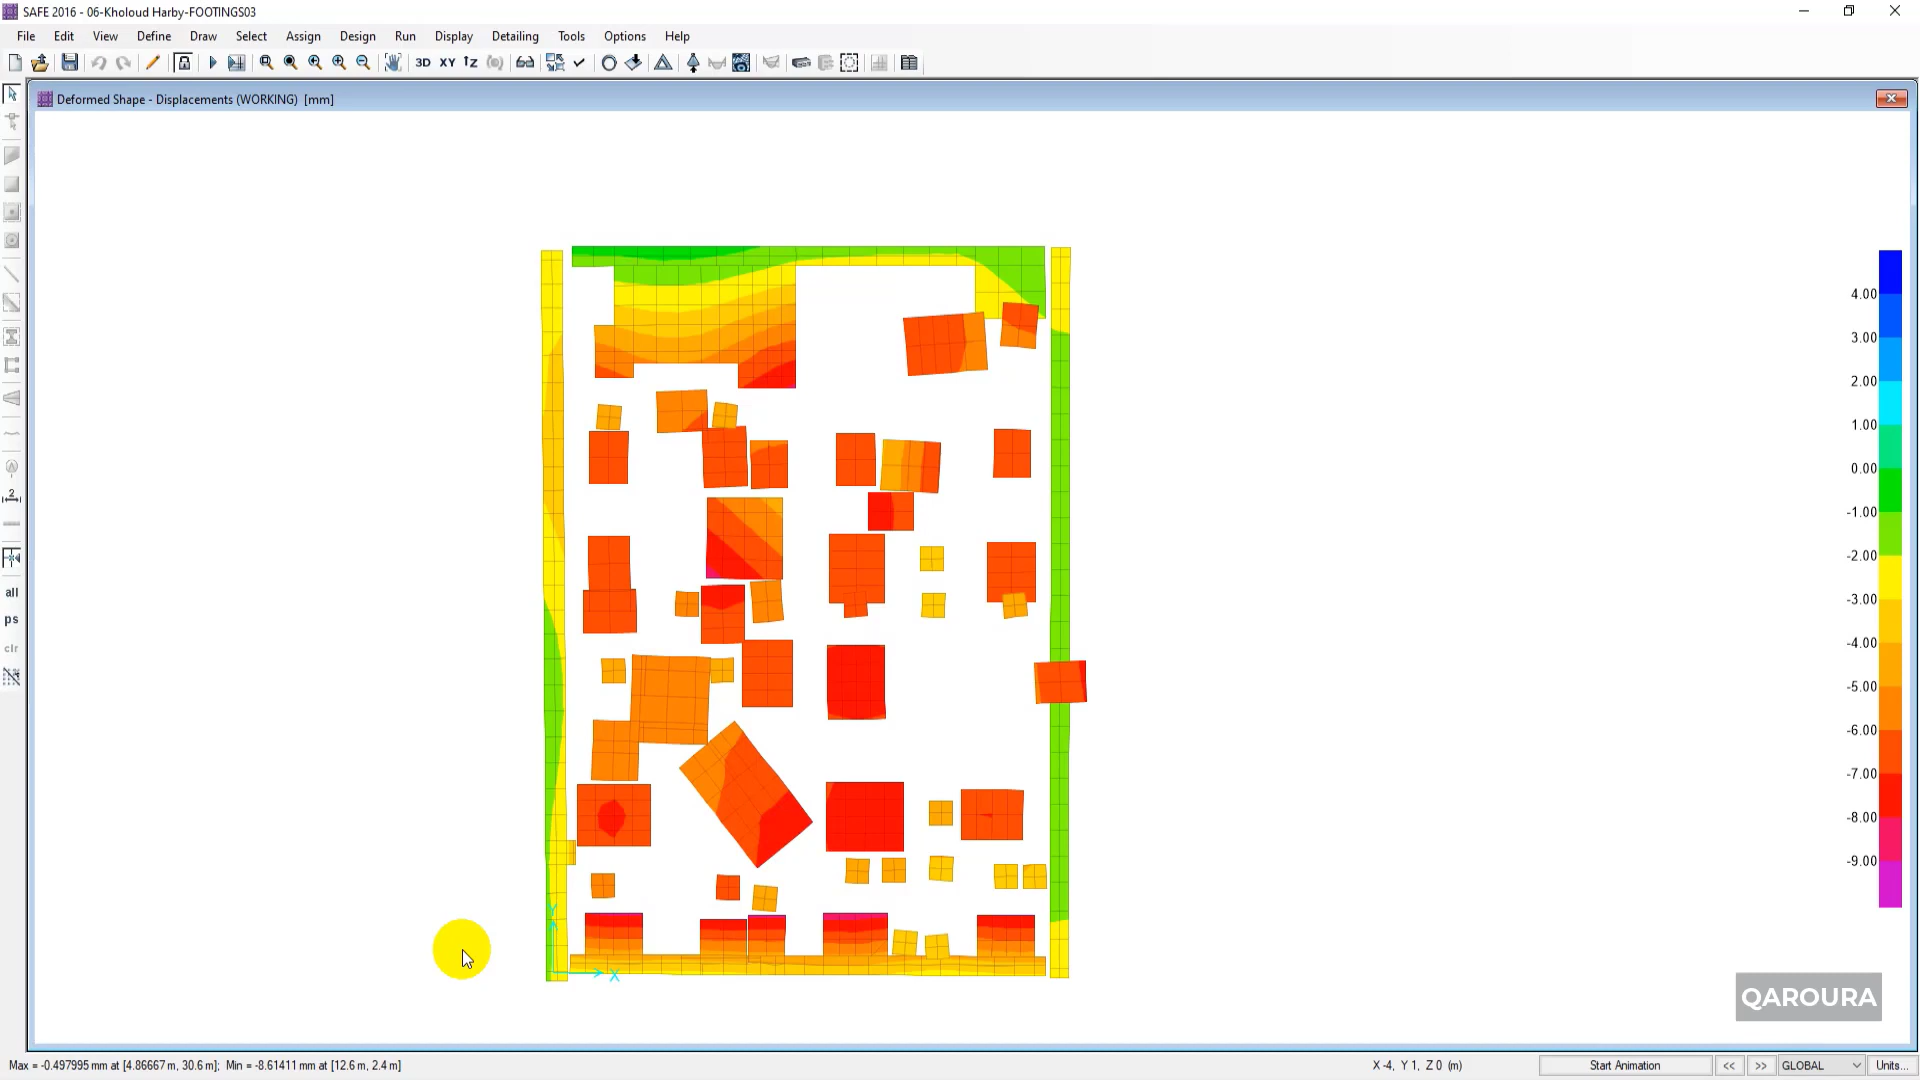 SAFE 2016 - 06-Kholoud Harby-FOOTINGS03
File Edit View Define Draw Select Assign Design Run Display Detailing Tools Options Help
3D XY
Deformed Shape - Displacements (WORKING) [mm]
4.00
3.00
2.00
1.00
0.00
-1.00
-2.00
-3.00
-4.00
-5.00
-6.00
-7.00
-8.00
-9.00
2
all
ps
clr
Y
X
QAROURA
Max = -0.497995 mm at [4.86667 m, 30.6 m]; Min = -8.61411 mm at [12.6 m, 2.4 m]
X -4, Y 1, Z 0 (m)
Start Animation
<<
>>
GLOBAL
Units...